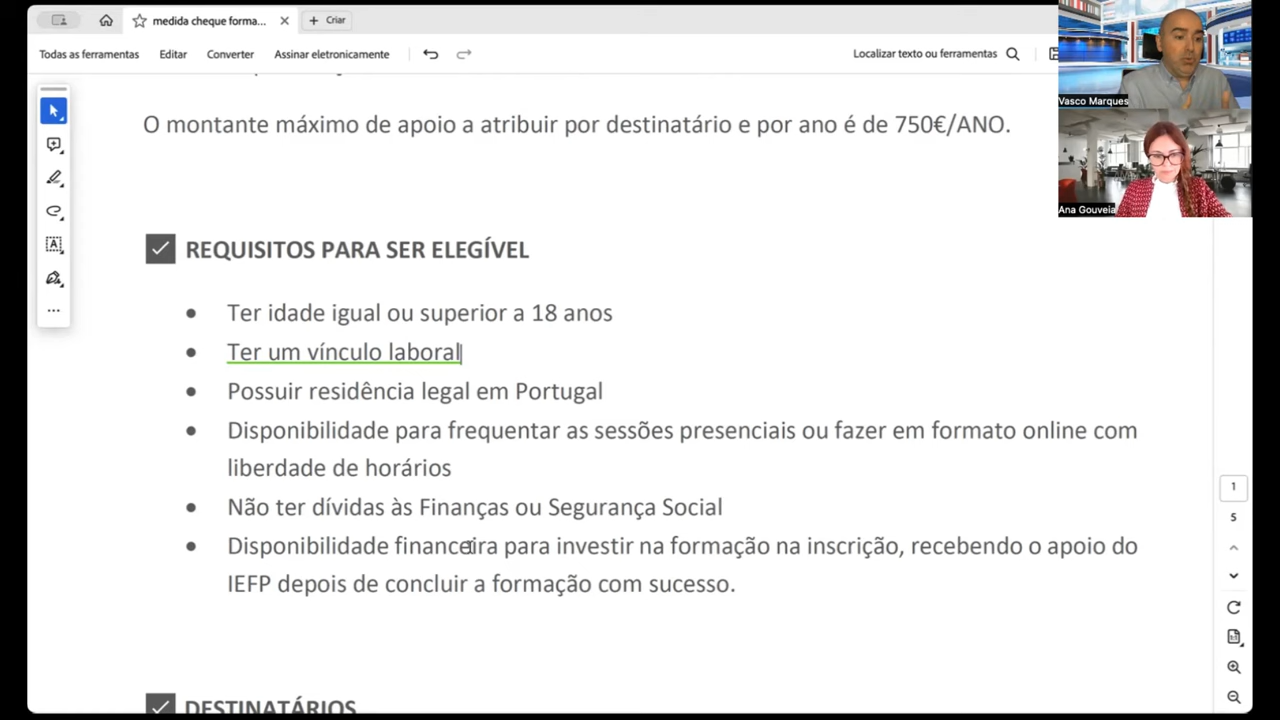 medida cheque forma...
Criar
Todas as ferramentas
Editar
Converter
Assinar eletronicamente
Localizar texto ou ferramentas
Vasco Marques
Ana Gouveia
O montante máximo de apoio a atribuir por destinatário e por ano é de 750€/ANO.
REQUISITOS PARA SER ELEGÍVEL
• Ter idade igual ou superior a 18 anos
• Ter um vínculo laboral
• Possuir residência legal em Portugal
• Disponibilidade para frequentar as sessões presenciais ou fazer em formato online com
liberdade de horários
• Não ter dívidas às Finanças ou Segurança Social
• Disponibilidade financeira para investir na formação na inscrição, recebendo o apoio do
IEFP depois de concluir a formação com sucesso.
1
5
DESTINATÁRIOS